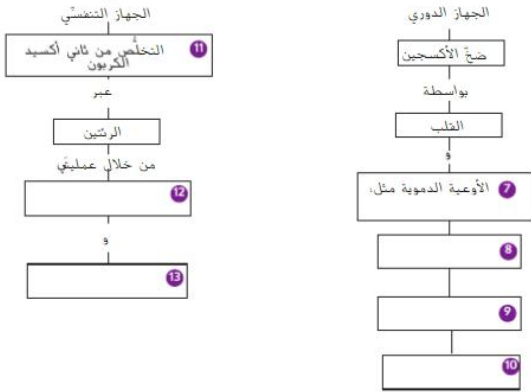 الجهاز الدوري
ضخّ الأكسجين
بواسطة
القلب
و
7 الأوعية الدموية مثل:
8
9
10
الجهاز التنفسّي
11 التخلُّص من ثاني أكسيد
الكربون
عبر
الرئتين
من خلال عمليتي
12
و
13